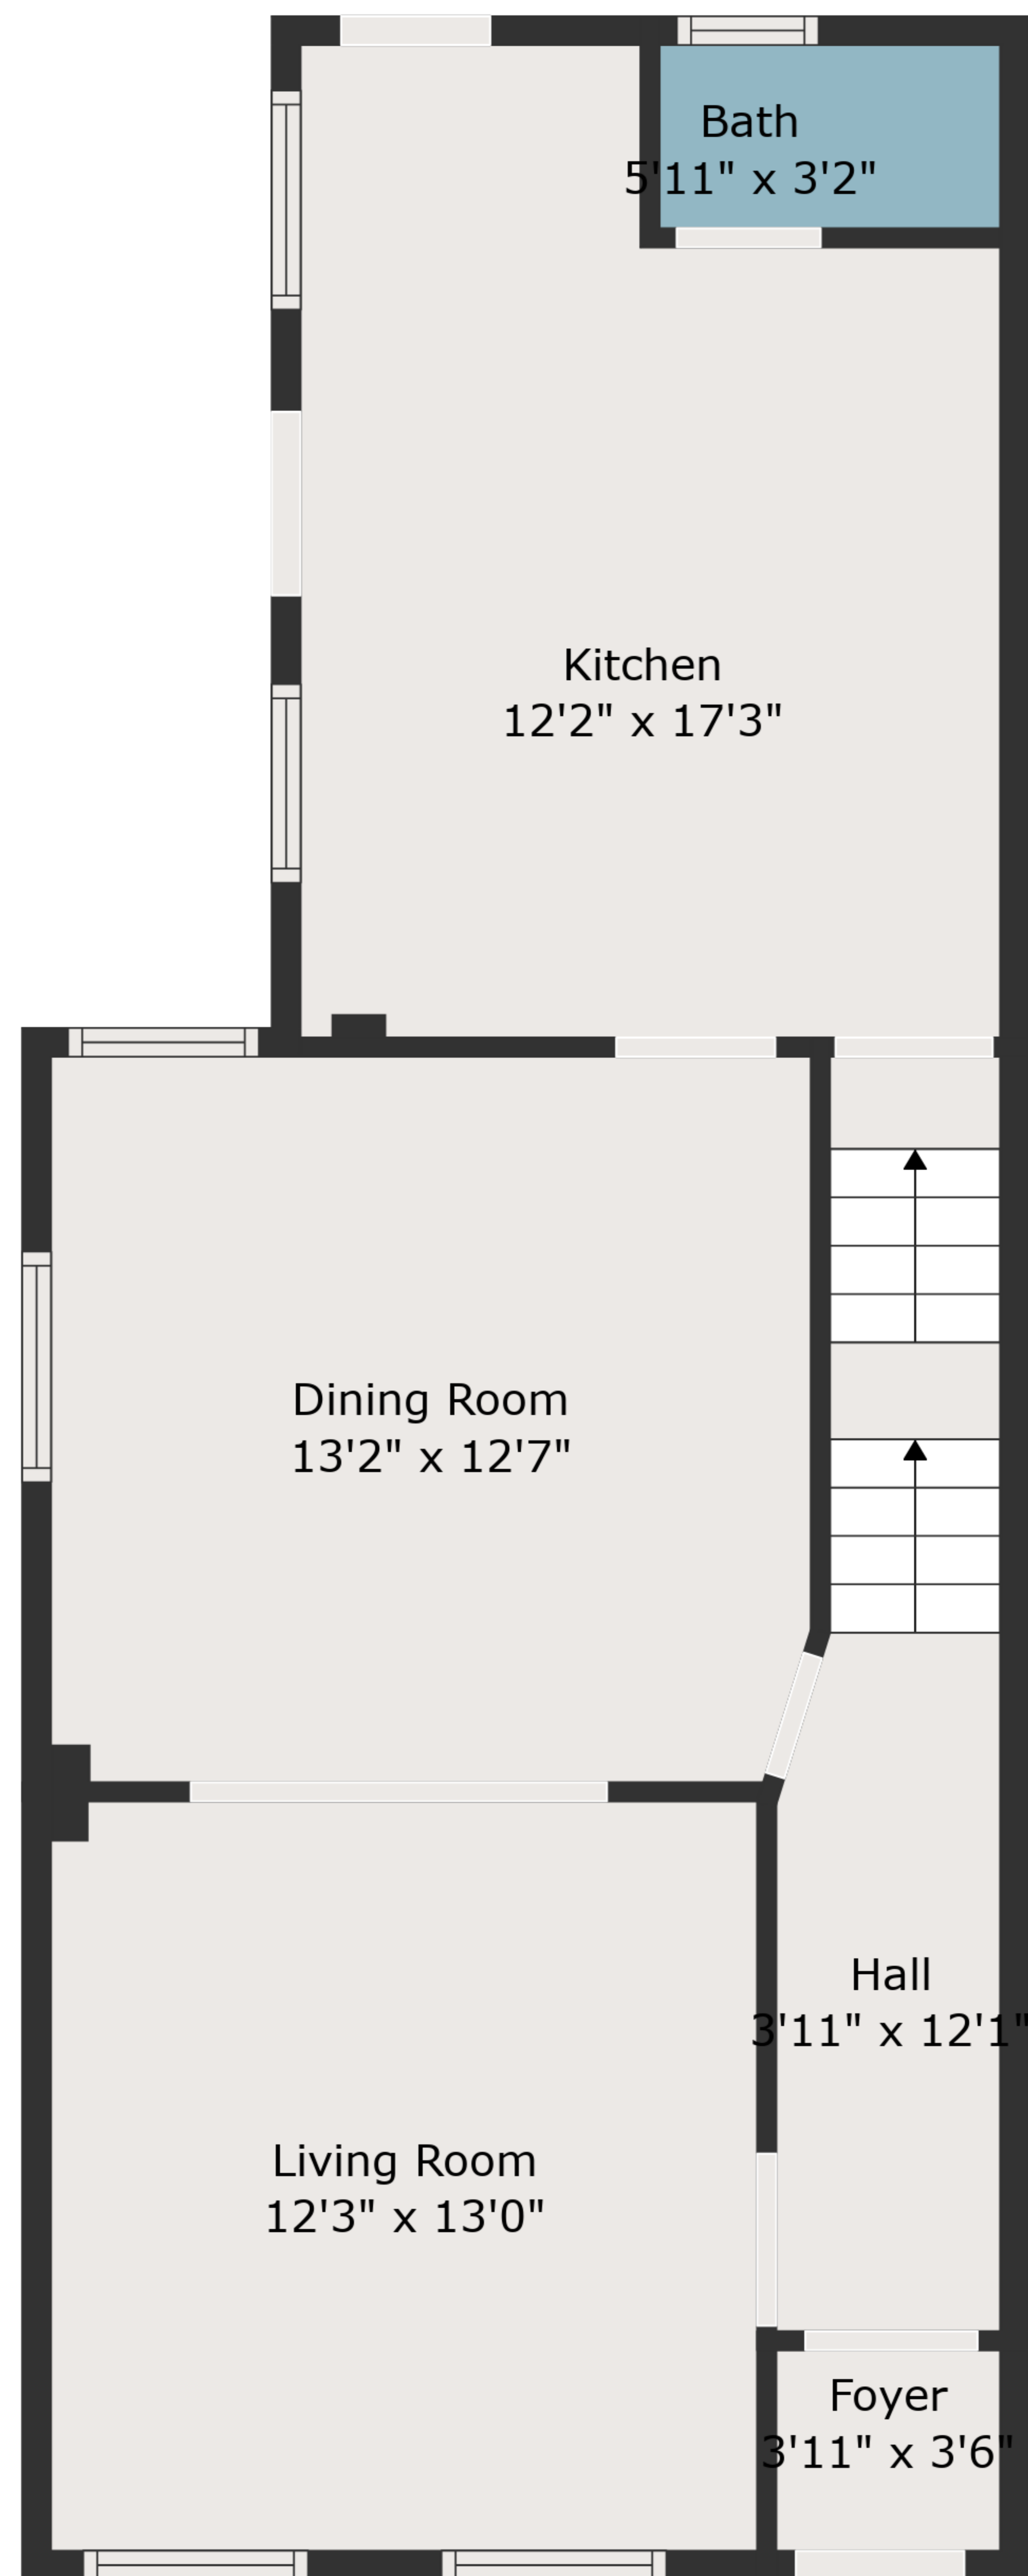 Bath
5'11" x 3'2"
Kitchen
12'2" x 17'3"
Dining Room
13'2" x 12'7"
Hall
3'11" x 12'1"
Living Room
12'3" x 13'0"
Foyer
3'11" x 3'6"